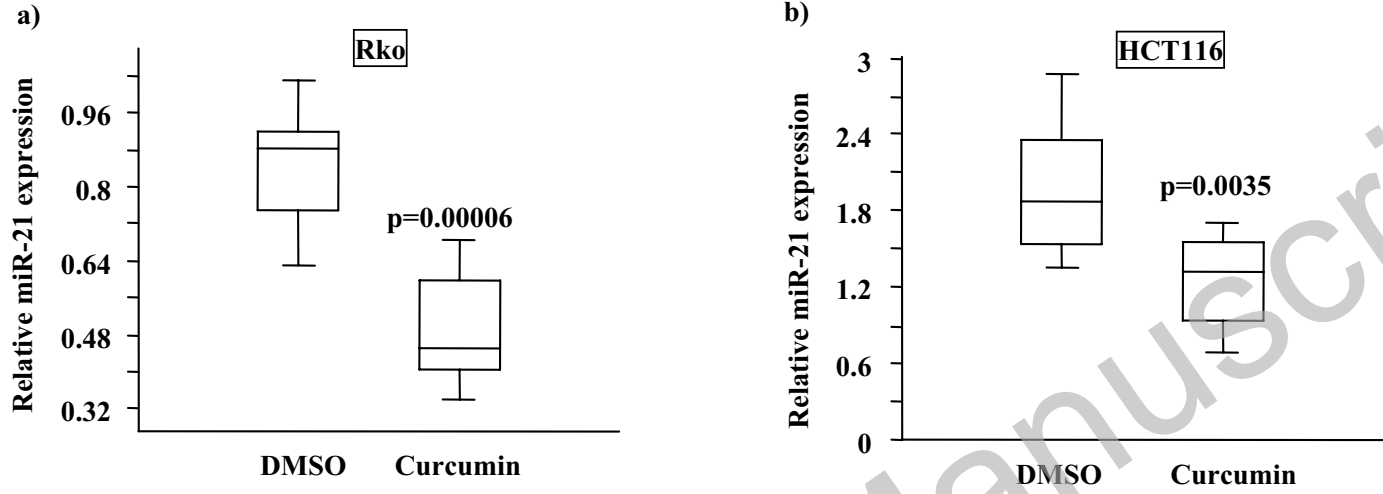 a)
Rko
Relative miR-21 expression
0.96
0.8
0.64
0.48
0.32
p=0.00006
DMSO Curcumin
b)
HCT116
Relative miR-21 expression
3
2.4
1.8
1.2
0.6
0
p=0.0035
DMSO Curcumin